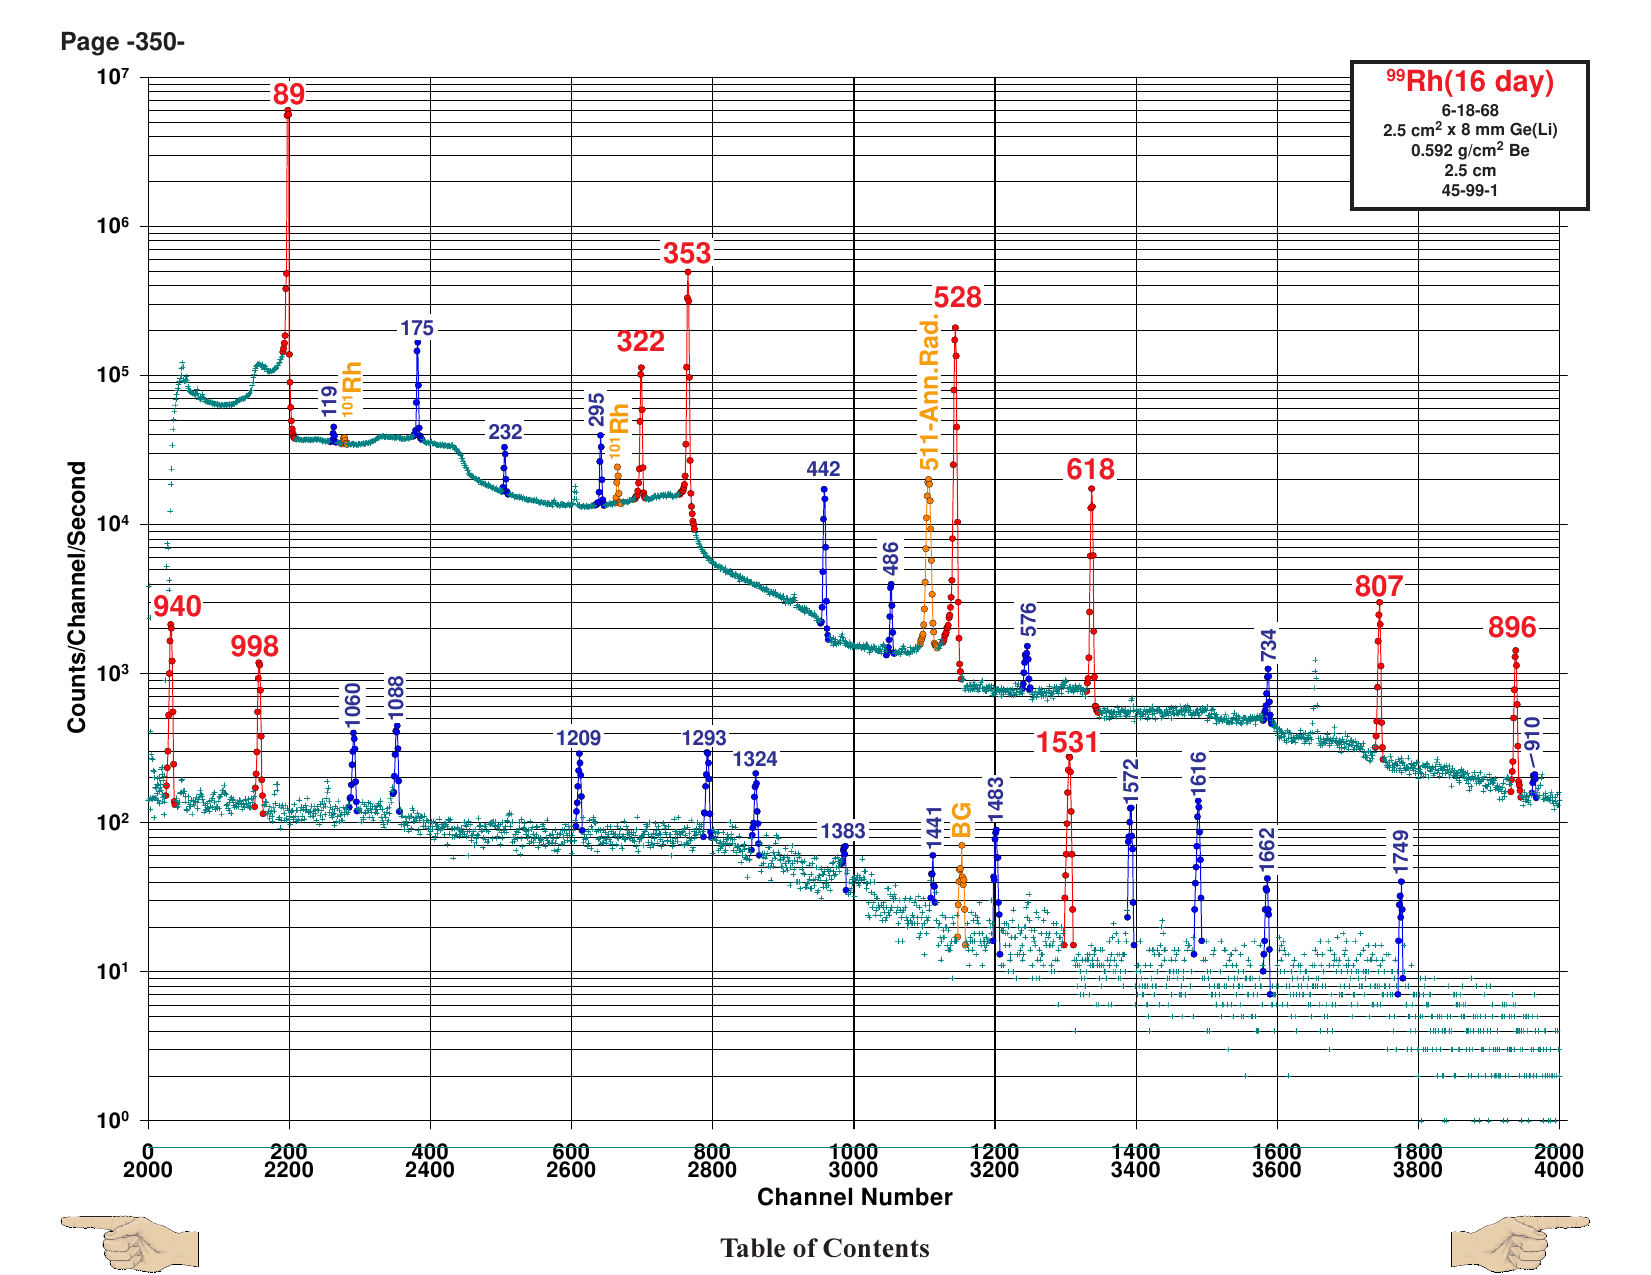 Page -350-
⁹⁹Rh(16 day)
6-18-68
2.5 cm² x 8 mm Ge(Li)
0.592 g/cm² Be
2.5 cm
45-99-1
10⁷
10⁶
10⁵
10⁴
10³
10²
10¹
10⁰
Counts/Channel/Second
89
119
¹⁰¹Rh
175
232
295
¹⁰¹Rh
322
353
442
486
511-Ann.Rad.
528
576
618
734
807
896
910
940
998
1060
1088
1209
1293
1324
1383
1441
BG
1483
1531
1572
1616
1662
1749
0 200 400 600 800 1000 1200 1400 1600 1800 2000
2000 2200 2400 2600 2800 3000 3200 3400 3600 3800 4000
Channel Number
Table of Contents